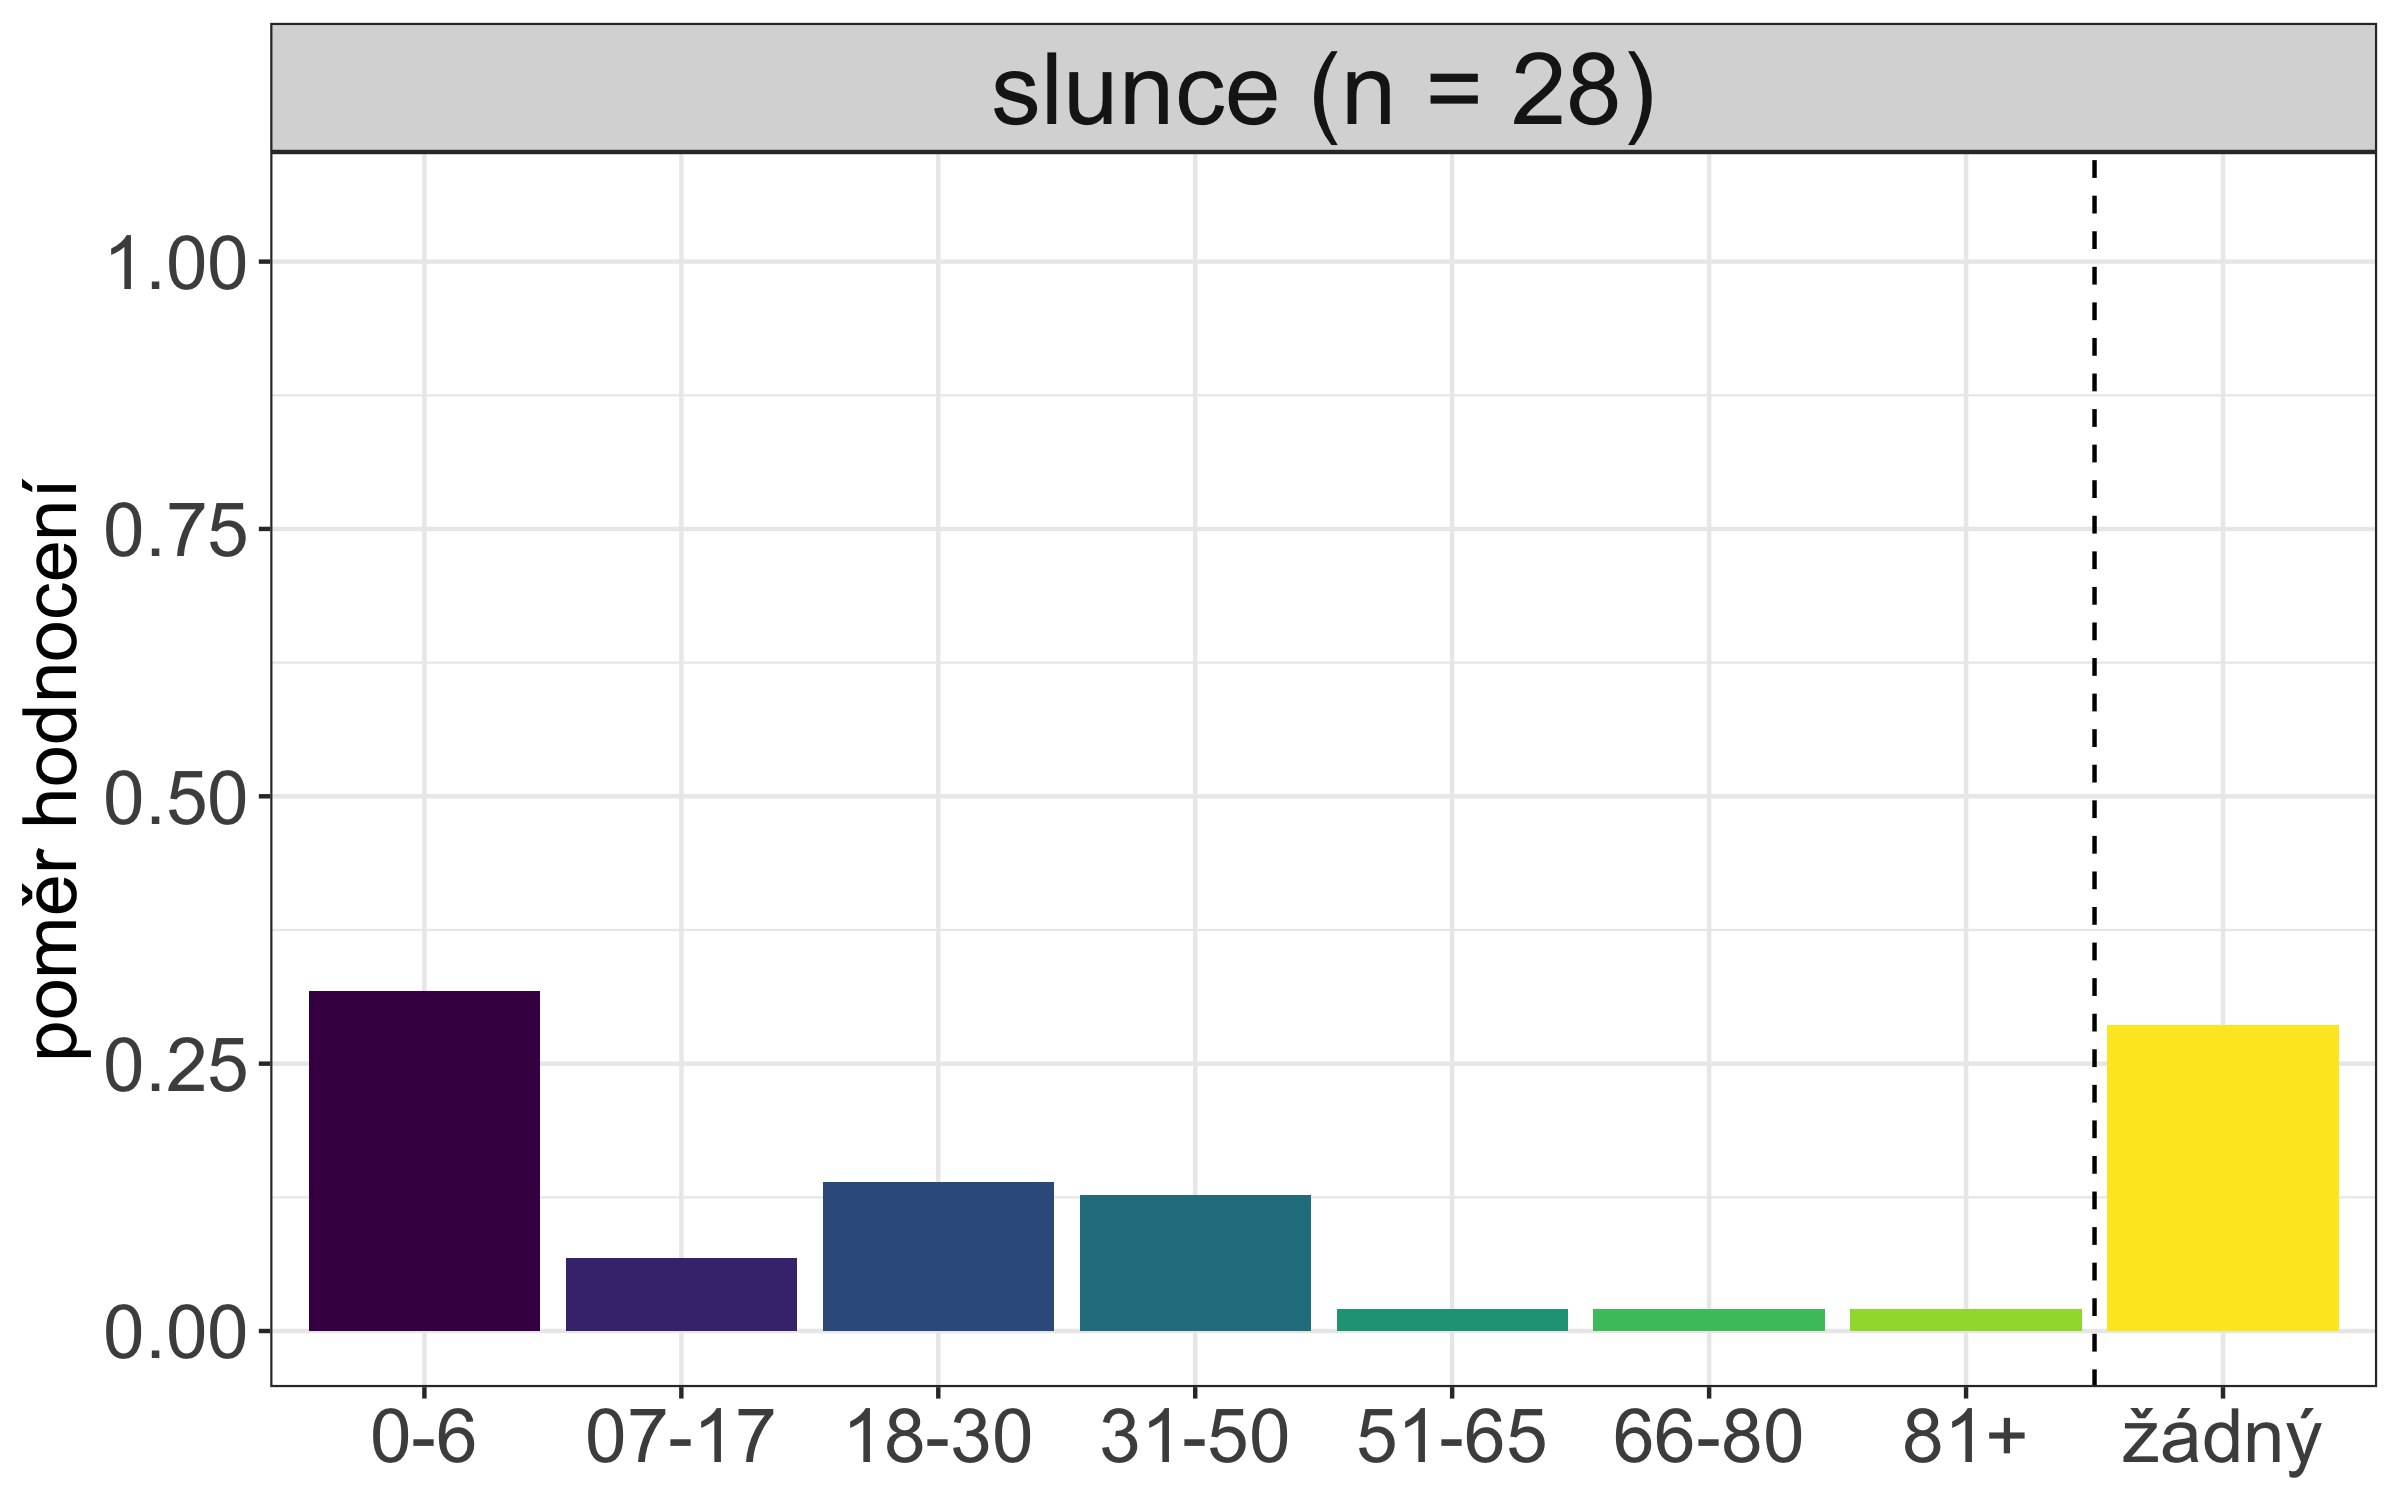 slunce (n = 28)
poměr hodnocení
1.00
0.75
0.50
0.25
0.00
0-6 07-17 18-30 31-50 51-65 66-80 81+ žádný